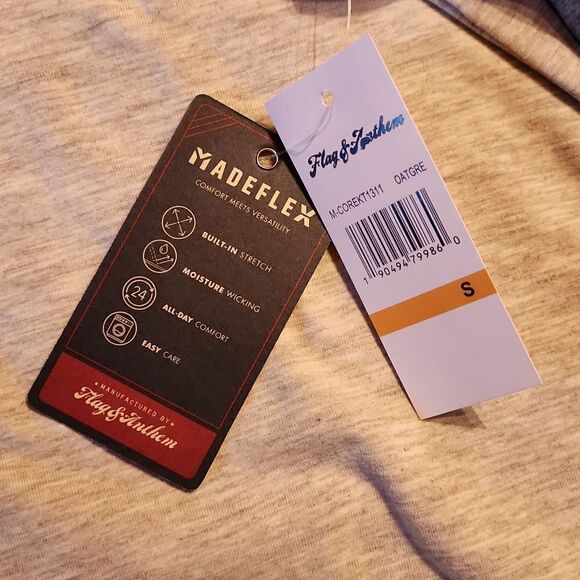 MADEFLEX
COMFORT MEETS VERSATILITY
BUILT-IN STRETCH
MOISTURE WICKING
24
ALL-DAY COMFORT
EASY CARE
• MANUFACTURED BY •
Flag & Anthem
Flag & Anthem
M-COREKT1311 OATGRE
1 90494 79986 0
S